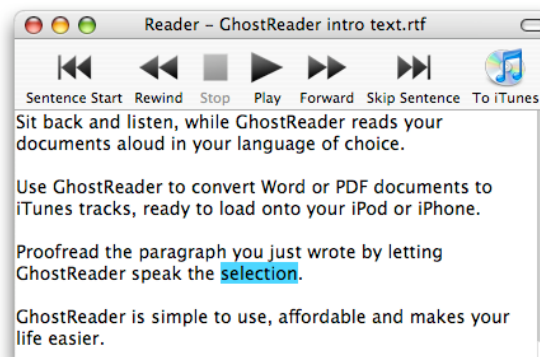 Reader – GhostReader intro text.rtf
Sentence Start Rewind Stop Play Forward Skip Sentence To iTunes
Sit back and listen, while GhostReader reads your
documents aloud in your language of choice.
Use GhostReader to convert Word or PDF documents to
iTunes tracks, ready to load onto your iPod or iPhone.
Proofread the paragraph you just wrote by letting
GhostReader speak the selection.
GhostReader is simple to use, affordable and makes your
life easier.